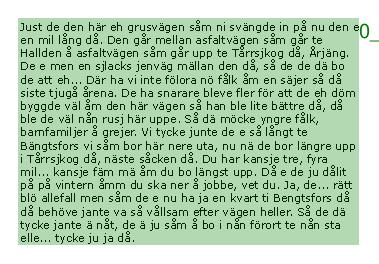 Just de den här eh grusvägen såm ni svängde in på nu den e
en mil lång då. Den går mellan asfaltvägen såm går te
Hallden å asfaltvägen såm går upp te Tårrsjkog då, Årjäng.
De e men en sjlacks jenväg mällan den då, så de de dä bo
de att eh... Där ha vi inte fölora nö fålk åm en säjer så då
siste tjugå årena. De ha snarare bleve fler för att de eh döm
byggde väl åm den här vägen så han ble lite bättre då, då
ble de väl nån rusj här uppe. Så dä möcke yngre fålk,
barnfamiljer å grejer. Vi tycke junte de e så långt te
Bängtsfors vi såm bor här nere uta, nu nä de bor längre upp
i Tårrsjkog då, näste såcken då. Du har kansje tre, fyra
mil... kansje fäm mä åm du bo längst upp. Då e de ju dålit
på på vintern åmm du ska ner å jobbe, vet du. Ja, de... rätt
blö allefall men såm de e nu ha ja en kvart ti Bengtsfors då
då behöve jante va så vållsam efter vägen heller. Så de dä
tycke jante ä nåt, de ä ju såm å bo i nån förort te nån sta
elle... tycke ju ja då.
0_